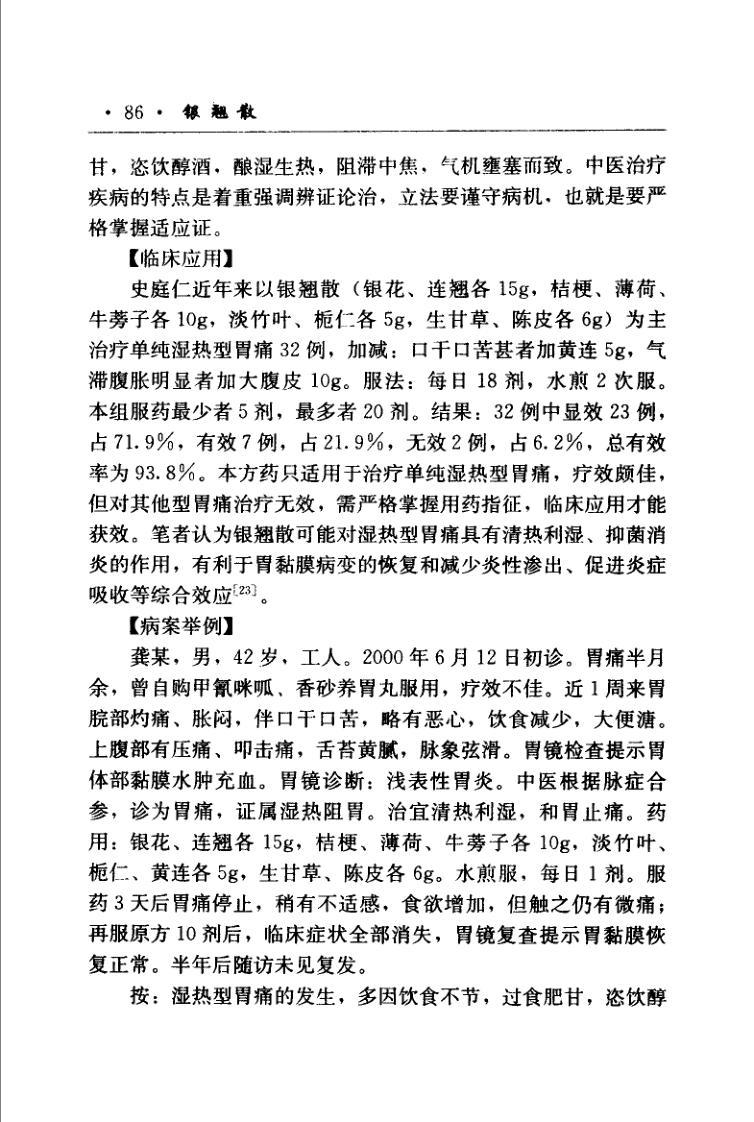 · 86 · 银翘散
甘，恣饮醇酒，酿湿生热，阻滞中焦，气机壅塞而致。中医治疗
疾病的特点是着重强调辨证论治，立法要谨守病机，也就是要严
格掌握适应证。
【临床应用】
史庭仁近年来以银翘散（银花、连翘各 15g，桔梗、薄荷、
牛蒡子各 10g，淡竹叶、栀仁各 5g，生甘草、陈皮各 6g）为主
治疗单纯湿热型胃痛 32 例，加减：口干口苦甚者加黄连 5g，气
滞腹胀明显者加大腹皮 10g。服法：每日 18 剂，水煎 2 次服。
本组服药最少者 5 剂，最多者 20 剂。结果：32 例中显效 23 例，
占 71.9%，有效 7 例，占 21.9%，无效 2 例，占 6.2%，总有效
率为 93.8%。本方药只适用于治疗单纯湿热型胃痛，疗效颇佳，
但对其他型胃痛治疗无效，需严格掌握用药指征，临床应用才能
获效。笔者认为银翘散可能对湿热型胃痛具有清热利湿、抑菌消
炎的作用，有利于胃黏膜病变的恢复和减少炎性渗出、促进炎症
吸收等综合效应[23]。
【病案举例】
龚某，男，42 岁，工人。2000 年 6 月 12 日初诊。胃痛半月
余，曾自购甲氰咪呱、香砂养胃丸服用，疗效不佳。近 1 周来胃
脘部灼痛、胀闷，伴口干口苦，略有恶心，饮食减少，大便溏。
上腹部有压痛、叩击痛，舌苔黄腻，脉象弦滑。胃镜检查提示胃
体部黏膜水肿充血。胃镜诊断：浅表性胃炎。中医根据脉症合
参，诊为胃痛，证属湿热阻胃。治宜清热利湿，和胃止痛。药
用：银花、连翘各 15g，桔梗、薄荷、牛蒡子各 10g，淡竹叶、
栀仁、黄连各 5g，生甘草、陈皮各 6g。水煎服，每日 1 剂。服
药 3 天后胃痛停止，稍有不适感，食欲增加，但触之仍有微痛；
再服原方 10 剂后，临床症状全部消失，胃镜复查提示胃黏膜恢
复正常。半年后随访未见复发。
按：湿热型胃痛的发生，多因饮食不节，过食肥甘，恣饮醇